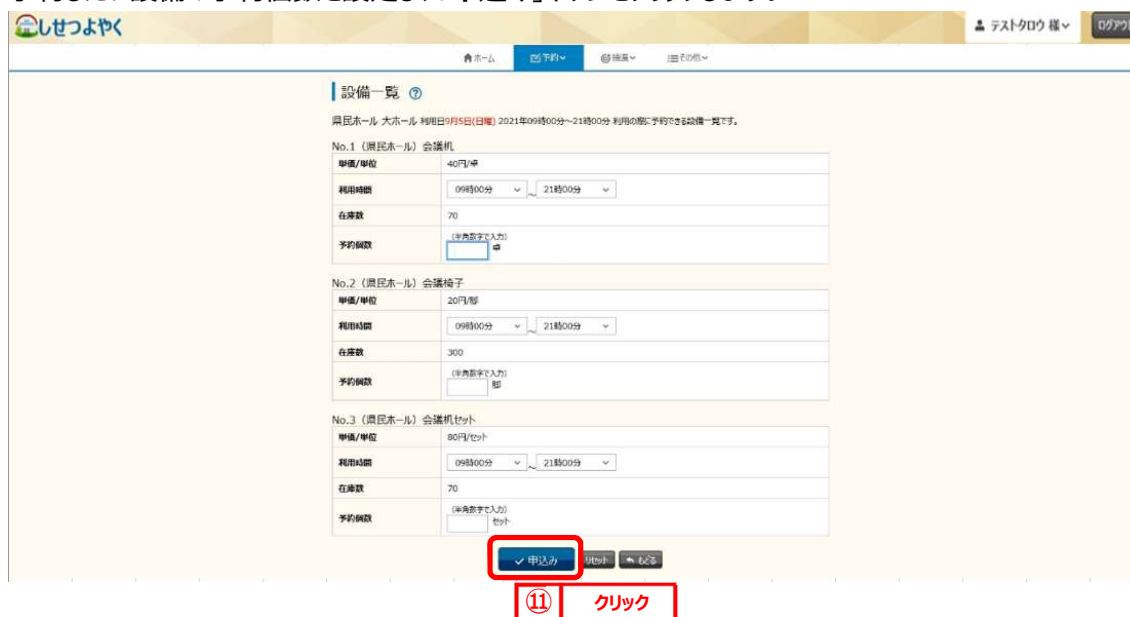 しせつよやく
テストタロウ 様
ログアウト
ホーム 予約 抽選 その他
設備一覧
県民ホール 大ホール 利用日9月5日(日曜) 2021年09時00分~21時00分 利用の際に予約できる設備一覧です。
No.1（県民ホール）会議机
単価/単位 40円/卓
利用時間 09時00分 ~ 21時00分
在庫数 70
（半角数字で入力）
予約個数 卓
No.2（県民ホール）会議椅子
単価/単位 20円/脚
利用時間 09時00分 ~ 21時00分
在庫数 300
（半角数字で入力）
予約個数 脚
No.3（県民ホール）会議机セット
単価/単位 80円/セット
利用時間 09時00分 ~ 21時00分
在庫数 70
（半角数字で入力）
予約個数 セット
申込み リセット もどる
⑪ クリック